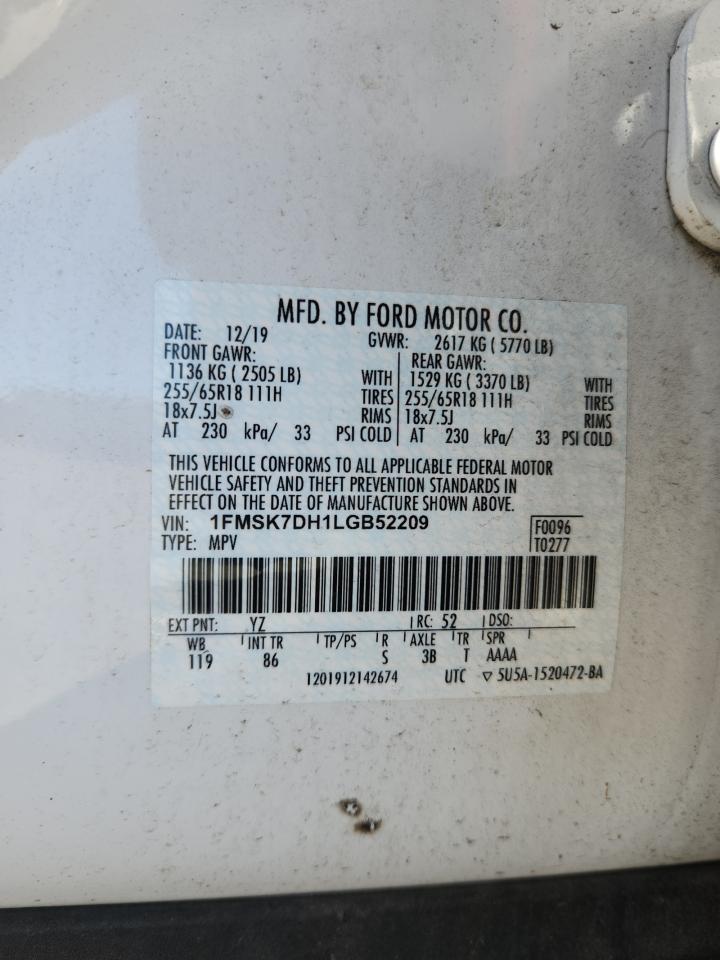 MFD. BY FORD MOTOR CO.
DATE: 12/19 GVWR: 2617 KG ( 5770 LB)
FRONT GAWR: REAR GAWR:
1136 KG ( 2505 LB) WITH 1529 KG ( 3370 LB) WITH
255/65R18 111H TIRES 255/65R18 111H TIRES
18x7.5J RIMS 18x7.5J RIMS
AT 230 kPa/ 33 PSI COLD AT 230 kPa/ 33 PSI COLD
THIS VEHICLE CONFORMS TO ALL APPLICABLE FEDERAL MOTOR
VEHICLE SAFETY AND THEFT PREVENTION STANDARDS IN
EFFECT ON THE DATE OF MANUFACTURE SHOWN ABOVE.
VIN: 1FMSK7DH1LGB52209 F0096
TYPE: MPV T0277
EXT PNT: YZ RC: 52 DSO:
WB INT TR TP/PS R AXLE TR SPR
119 86 S 3B T AAAA
1201912142674 UTC ▽ 5U5A-1520472-BA